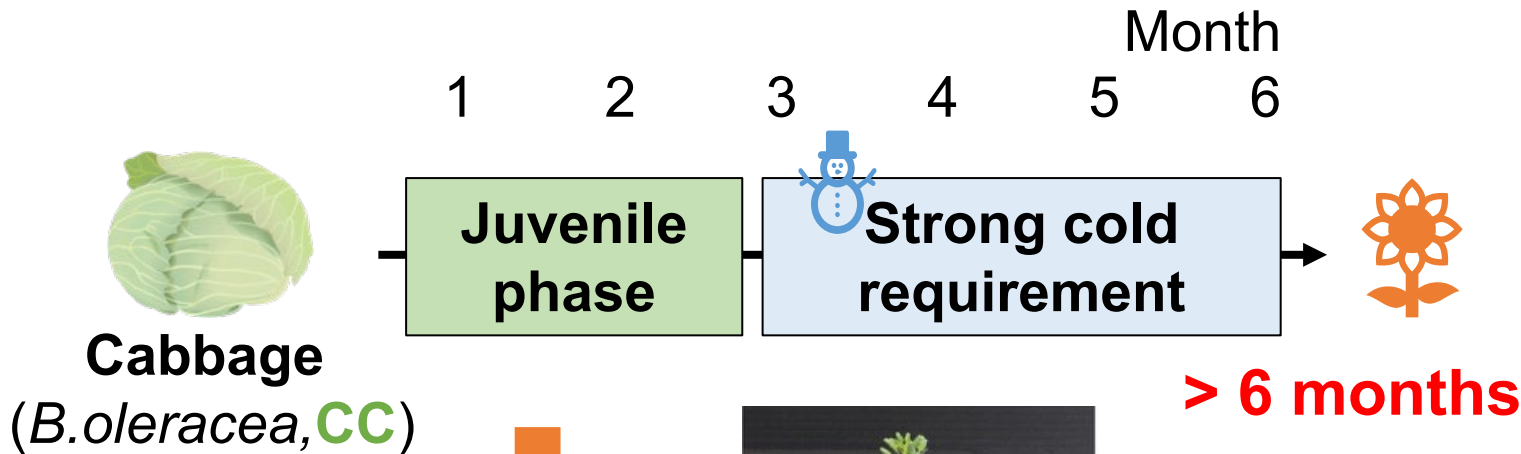 Month
1 2 3 4 5 6
Juvenile
phase
Strong cold
requirement
Cabbage
(B.oleracea,CC)
> 6 months